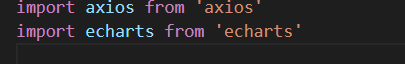 import axios from 'axios'
import echarts from 'echarts'